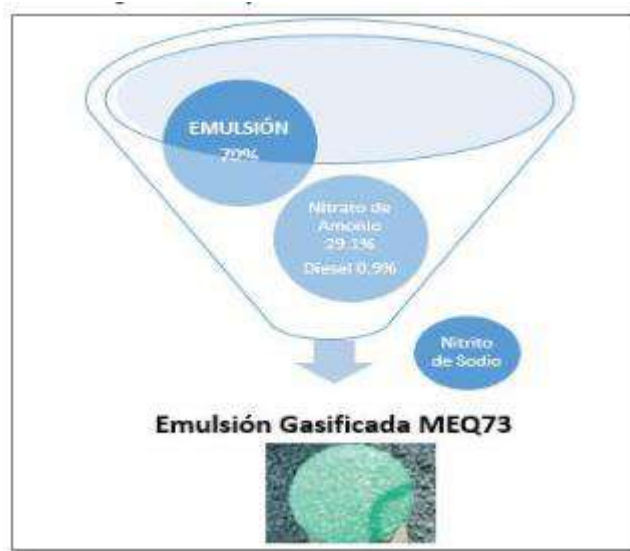 EMULSIÓN
70%
Nitrato de
Amonio
29.1%
Diesel 0.9%
Nitrito
de Sodio
Emulsión Gasificada MEQ73